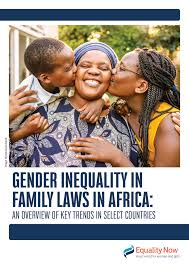 GENDER INEQUALITY IN
FAMILY LAWS IN AFRICA:
AN OVERVIEW OF KEY TRENDS IN SELECT COUNTRIES
Equality Now